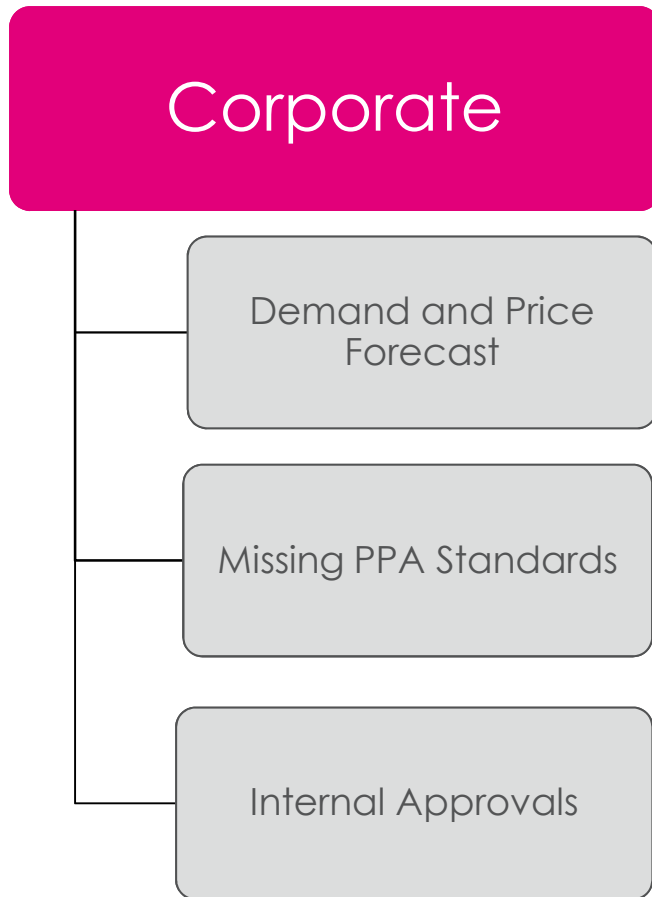 Corporate
Demand and Price
Forecast
Missing PPA Standards
Internal Approvals